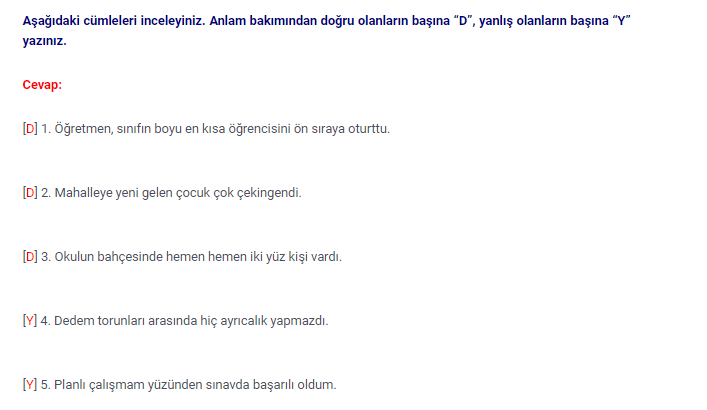 Aşağıdaki cümleleri inceleyiniz. Anlam bakımından doğru olanların başına “D”, yanlış olanların başına “Y”
yazınız.
Cevap:
[D] 1. Öğretmen, sınıfın boyu en kısa öğrencisini ön sıraya oturttu.
[D] 2. Mahalleye yeni gelen çocuk çok çekingendi.
[D] 3. Okulun bahçesinde hemen hemen iki yüz kişi vardı.
[Y] 4. Dedem torunları arasında hiç ayrıcalık yapmazdı.
[Y] 5. Planlı çalışmam yüzünden sınavda başarılı oldum.